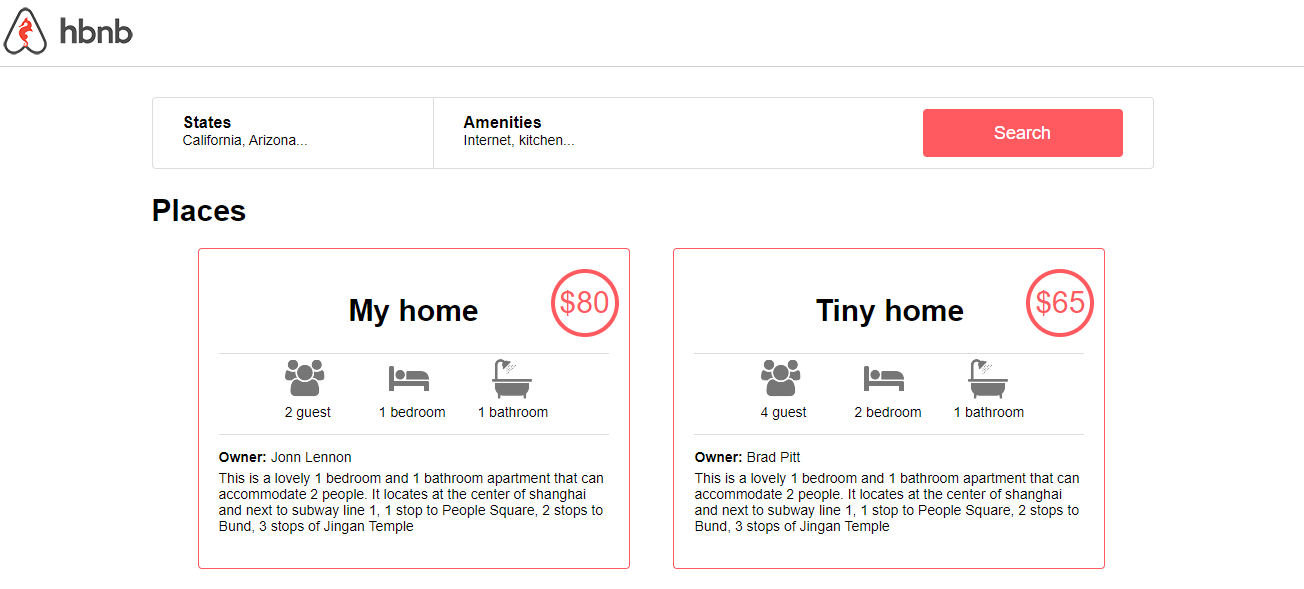 hbnb
States
California, Arizona...
Amenities
Internet, kitchen...
Search
Places
My home
$80
2 guest
1 bedroom
1 bathroom
Owner: Jonn Lennon
This is a lovely 1 bedroom and 1 bathroom apartment that can
accommodate 2 people. It locates at the center of shanghai
and next to subway line 1, 1 stop to People Square, 2 stops to
Bund, 3 stops of Jingan Temple
Tiny home
$65
4 guest
2 bedroom
1 bathroom
Owner: Brad Pitt
This is a lovely 1 bedroom and 1 bathroom apartment that can
accommodate 2 people. It locates at the center of shanghai
and next to subway line 1, 1 stop to People Square, 2 stops to
Bund, 3 stops of Jingan Temple